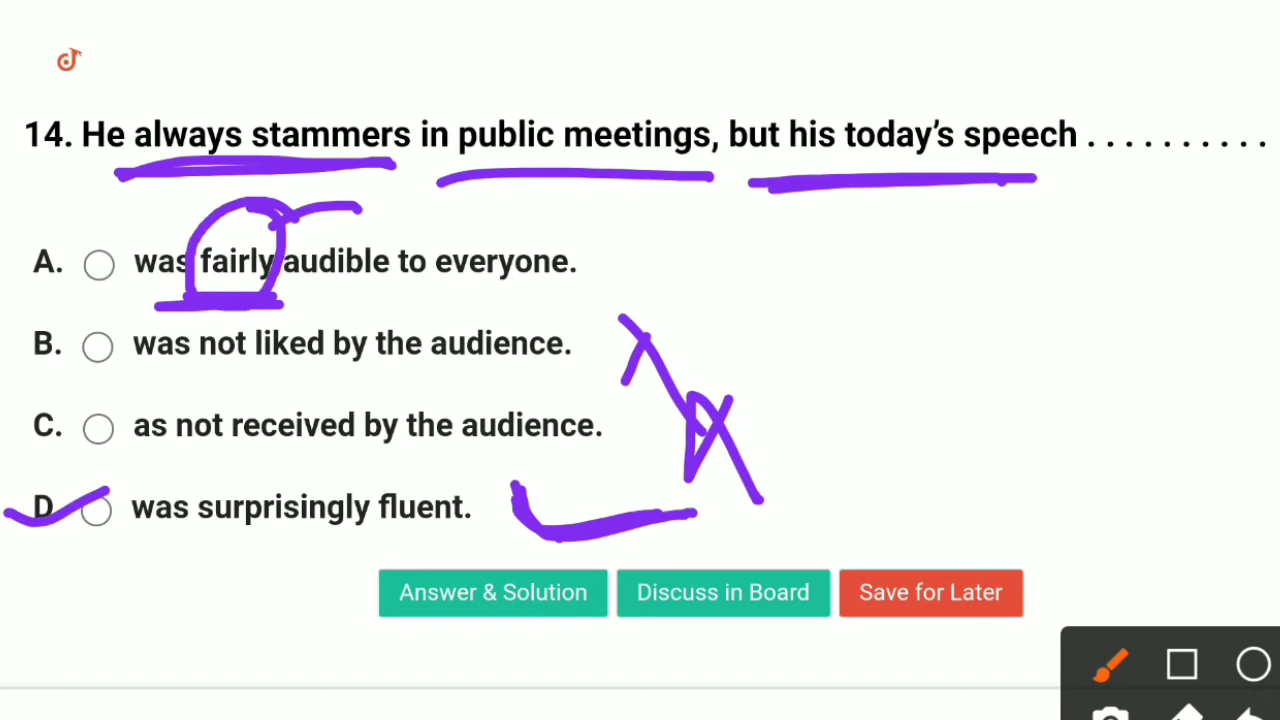 14. He always stammers in public meetings, but his today's speech . . . . . . . . . .
A. was fairly audible to everyone.
B. was not liked by the audience.
C. as not received by the audience.
D was surprisingly fluent.
Answer & Solution Discuss in Board Save for Later